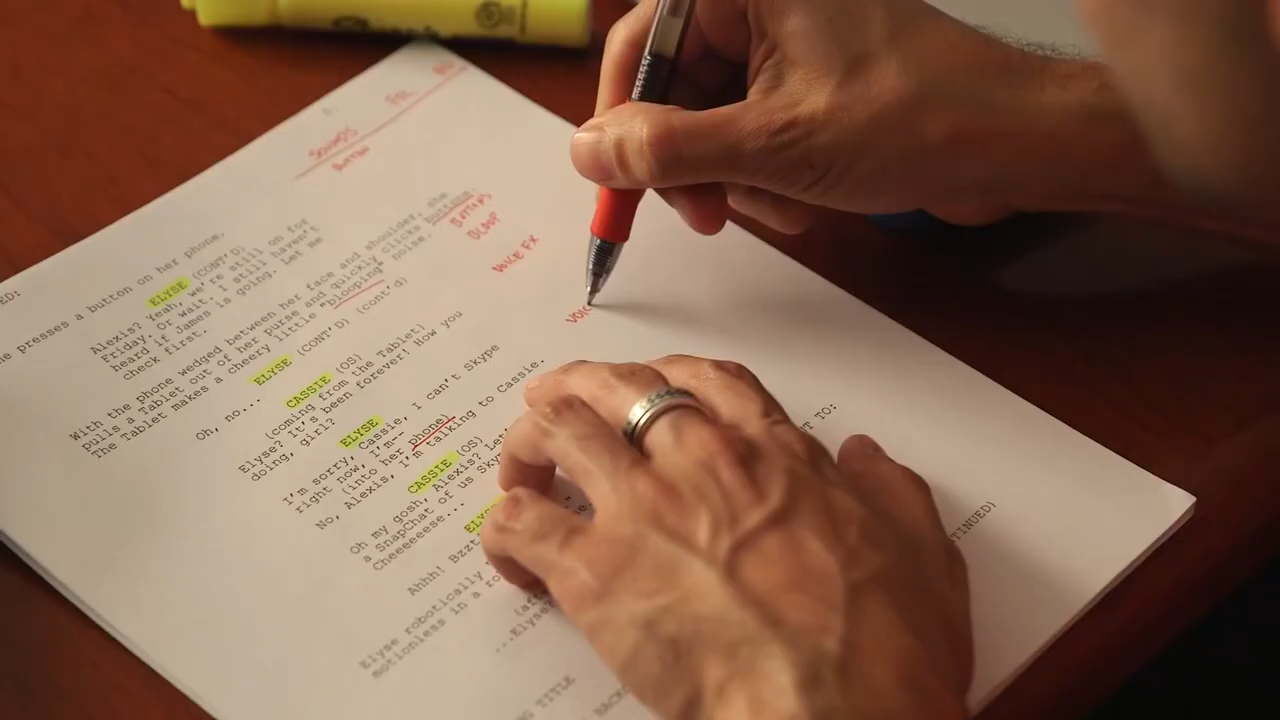 SOUNDS
BUTTON
ED:
he presses a button on her phone.
ELYSE (CONT'D)
Alexis? Yeah, we're still on for
Friday. Or wait, I still haven't
heard if James is going. Let me
check first.
With the phone wedged between her face and shoulder, she
pulls a Tablet out of her purse and quickly clicks buttons.
The Tablet makes a cheery little "blooping" noise.
BUTTONS
BLOOP
ELYSE (CONT'D) (cont'd)
Oh, no...
VOICE FX
CASSIE (OS)
(coming from the Tablet)
Elyse? It's been forever! How you
doing, girl?
VOIC
ELYSE
I'm sorry, Cassie, I can't Skype
right now, I'm--
(into her phone)
No, Alexis, I'm talking to Cassie.
CASSIE (OS)
Oh my gosh, Alexis? Let'
a SnapChat of us Sky
Cheeeeeese...
ELYS
Ahhh! Bzzt
Elyse robotically
motionless in a ro
...Elyse
T TO:
NG TITLE
TINUED)